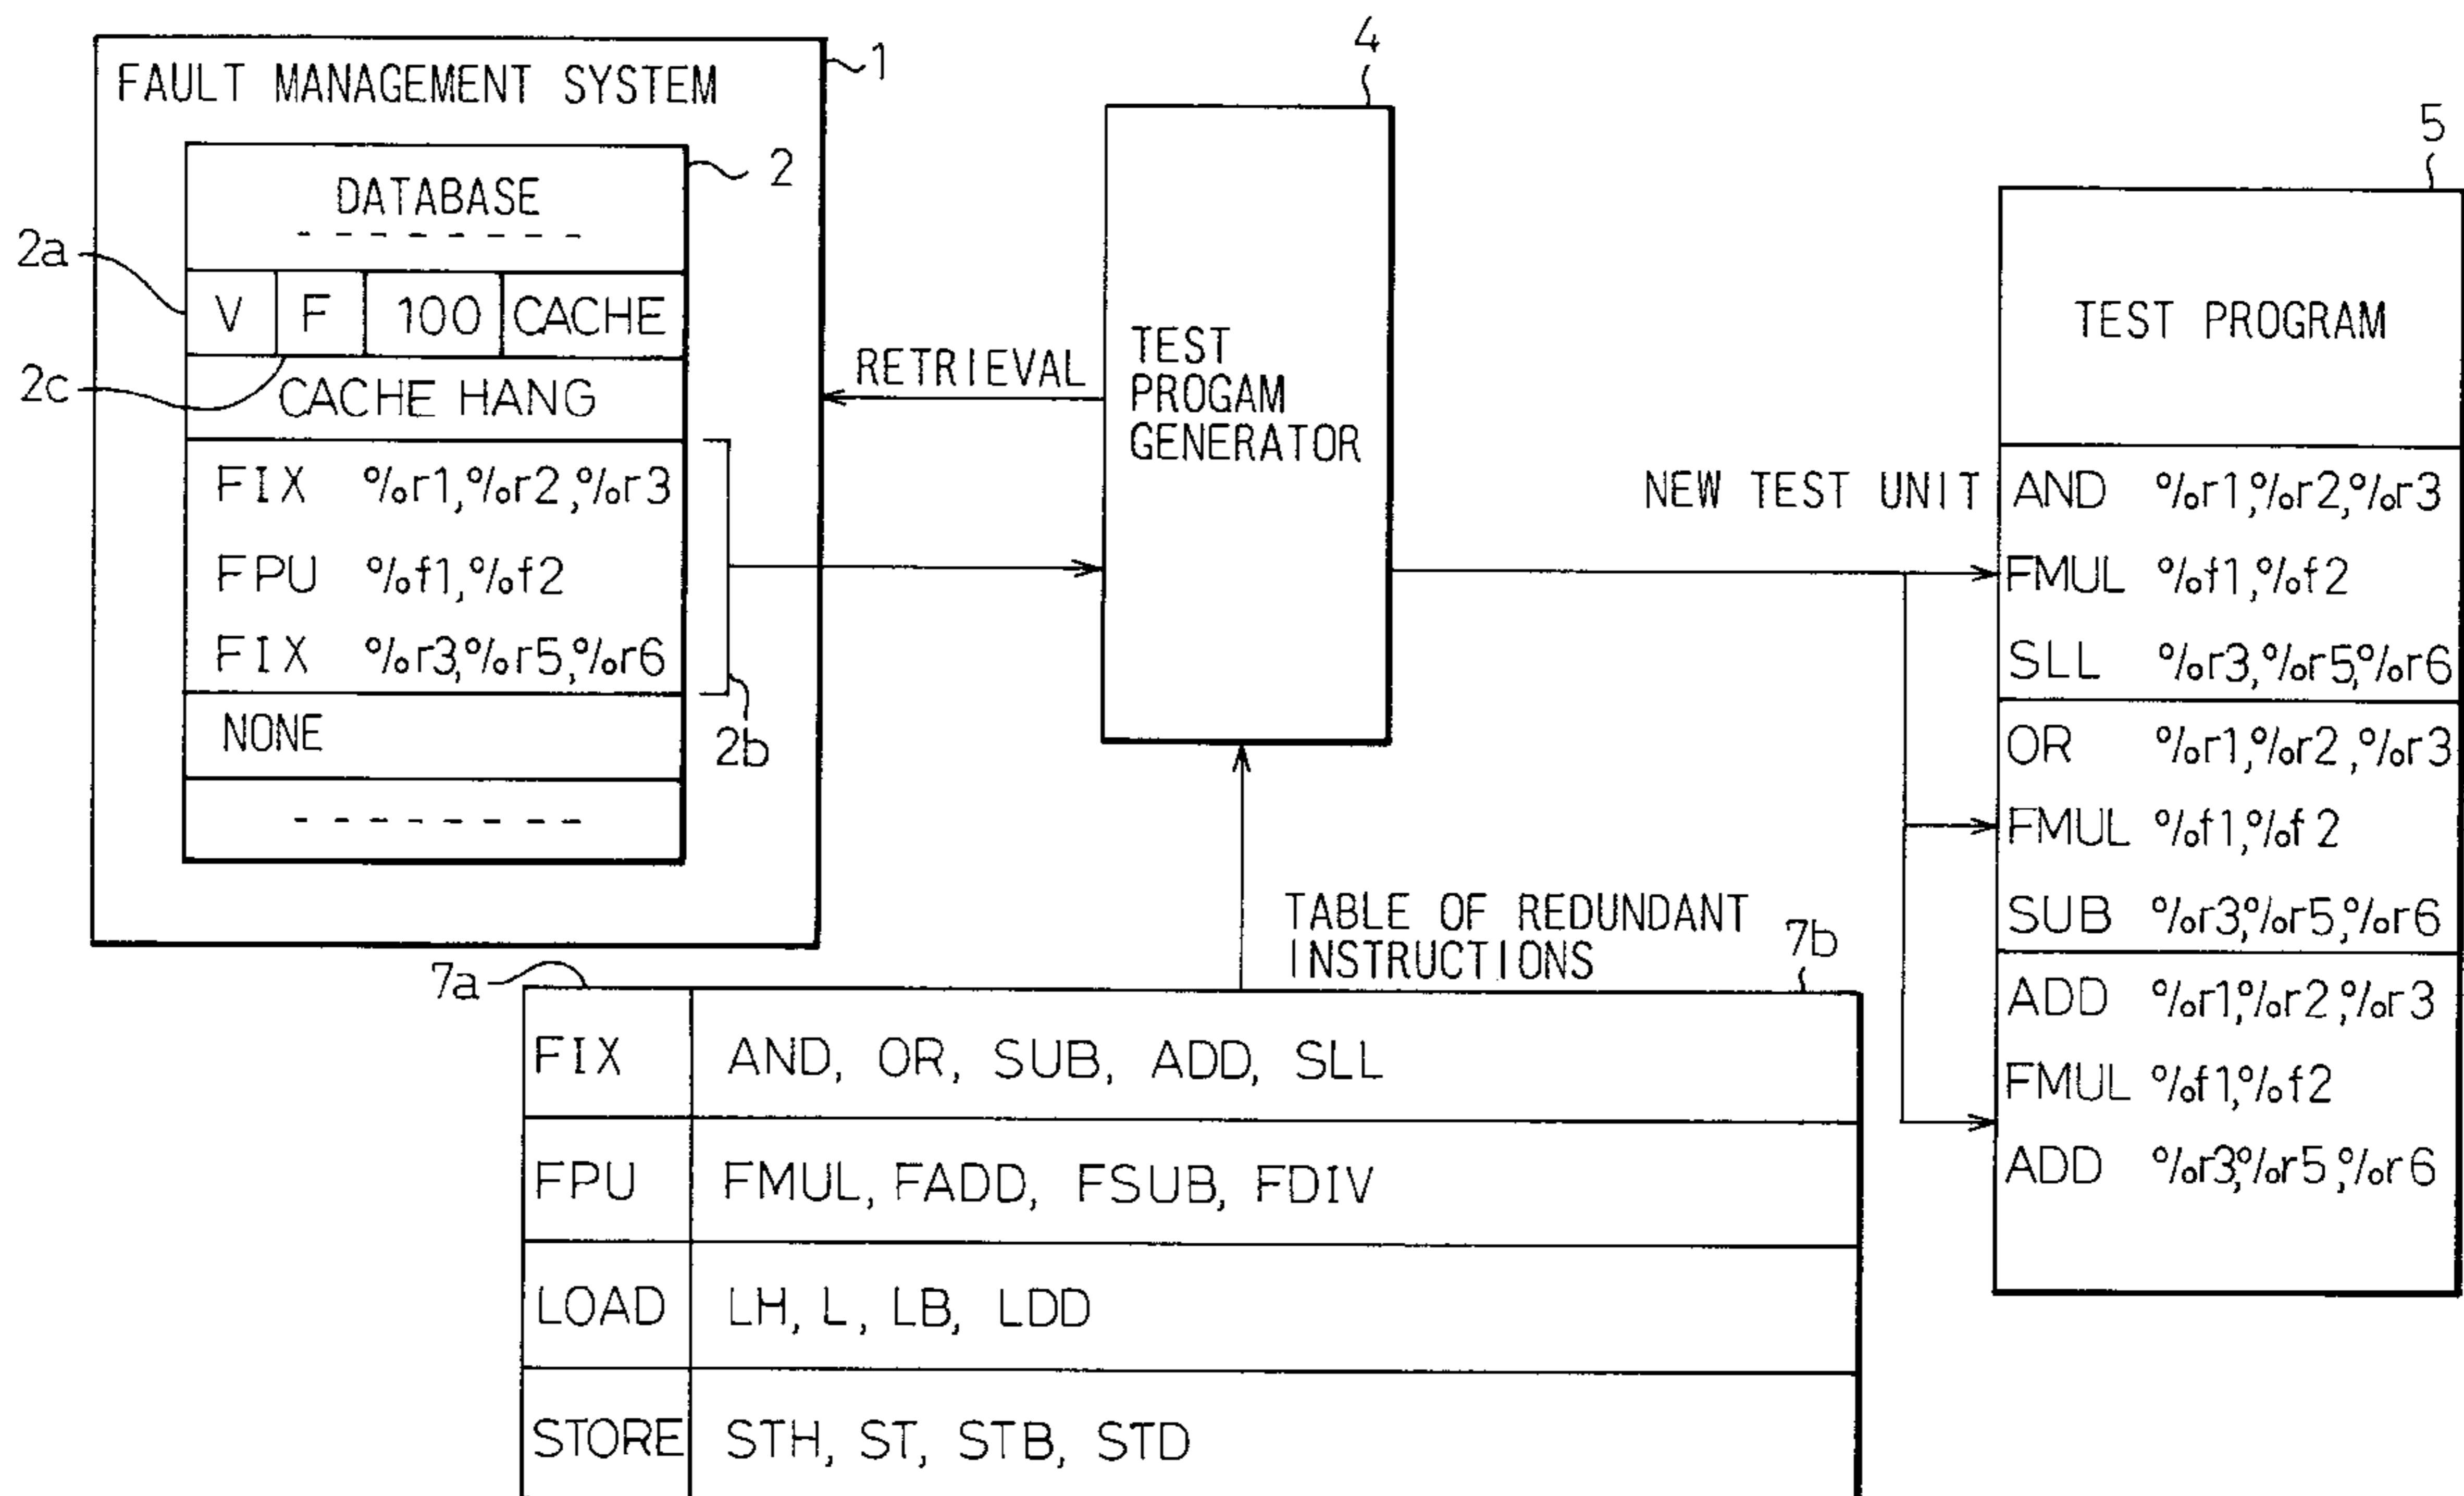 1
FAULT MANAGEMENT SYSTEM
2
DATABASE
2a
V F 100 CACHE
2c
CACHE HANG
FIX %r1,%r2,%r3
FPU %f1,%f2
FIX %r3,%r5,%r6
2b
NONE
RETRIEVAL
4
TEST
PROGAM
GENERATOR
NEW TEST UNIT
5
TEST PROGRAM
AND %r1,%r2,%r3
FMUL %f1,%f2
SLL %r3,%r5,%r6
OR %r1,%r2,%r3
FMUL %f1,%f2
SUB %r3,%r5,%r6
ADD %r1,%r2,%r3
FMUL %f1,%f2
ADD %r3,%r5,%r6
TABLE OF REDUNDANT
INSTRUCTIONS
7a
7b
FIX AND, OR, SUB, ADD, SLL
FPU FMUL, FADD, FSUB, FDIV
LOAD LH, L, LB, LDD
STORE STH, ST, STB, STD